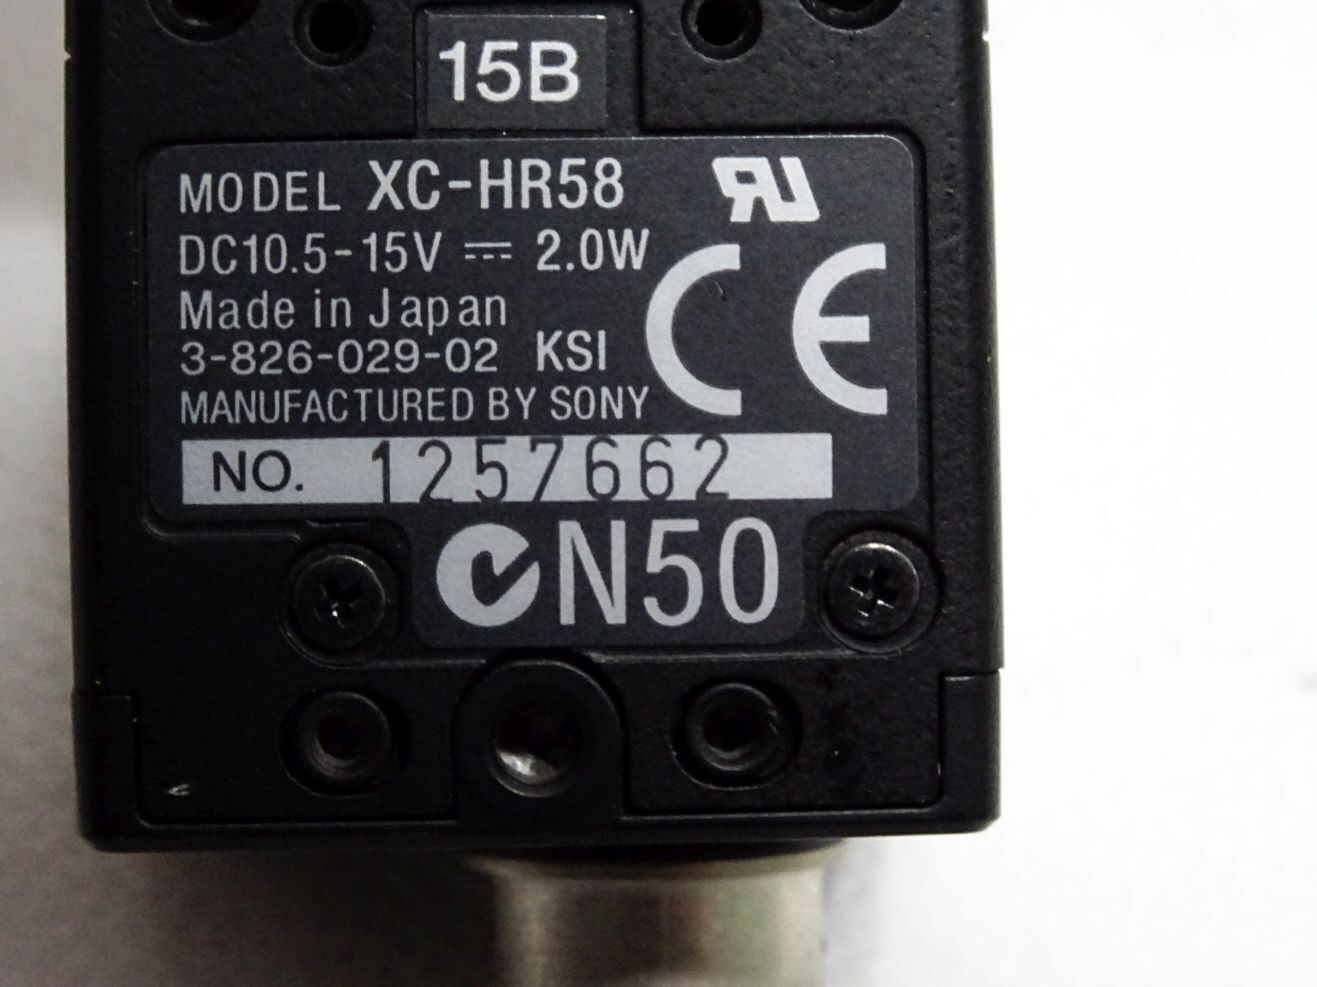 15B
MODEL XC-HR58
DC10.5-15V ⎓ 2.0W
Made in Japan
3-826-029-02 KSI
MANUFACTURED BY SONY
CE
NO. 1257662
N50